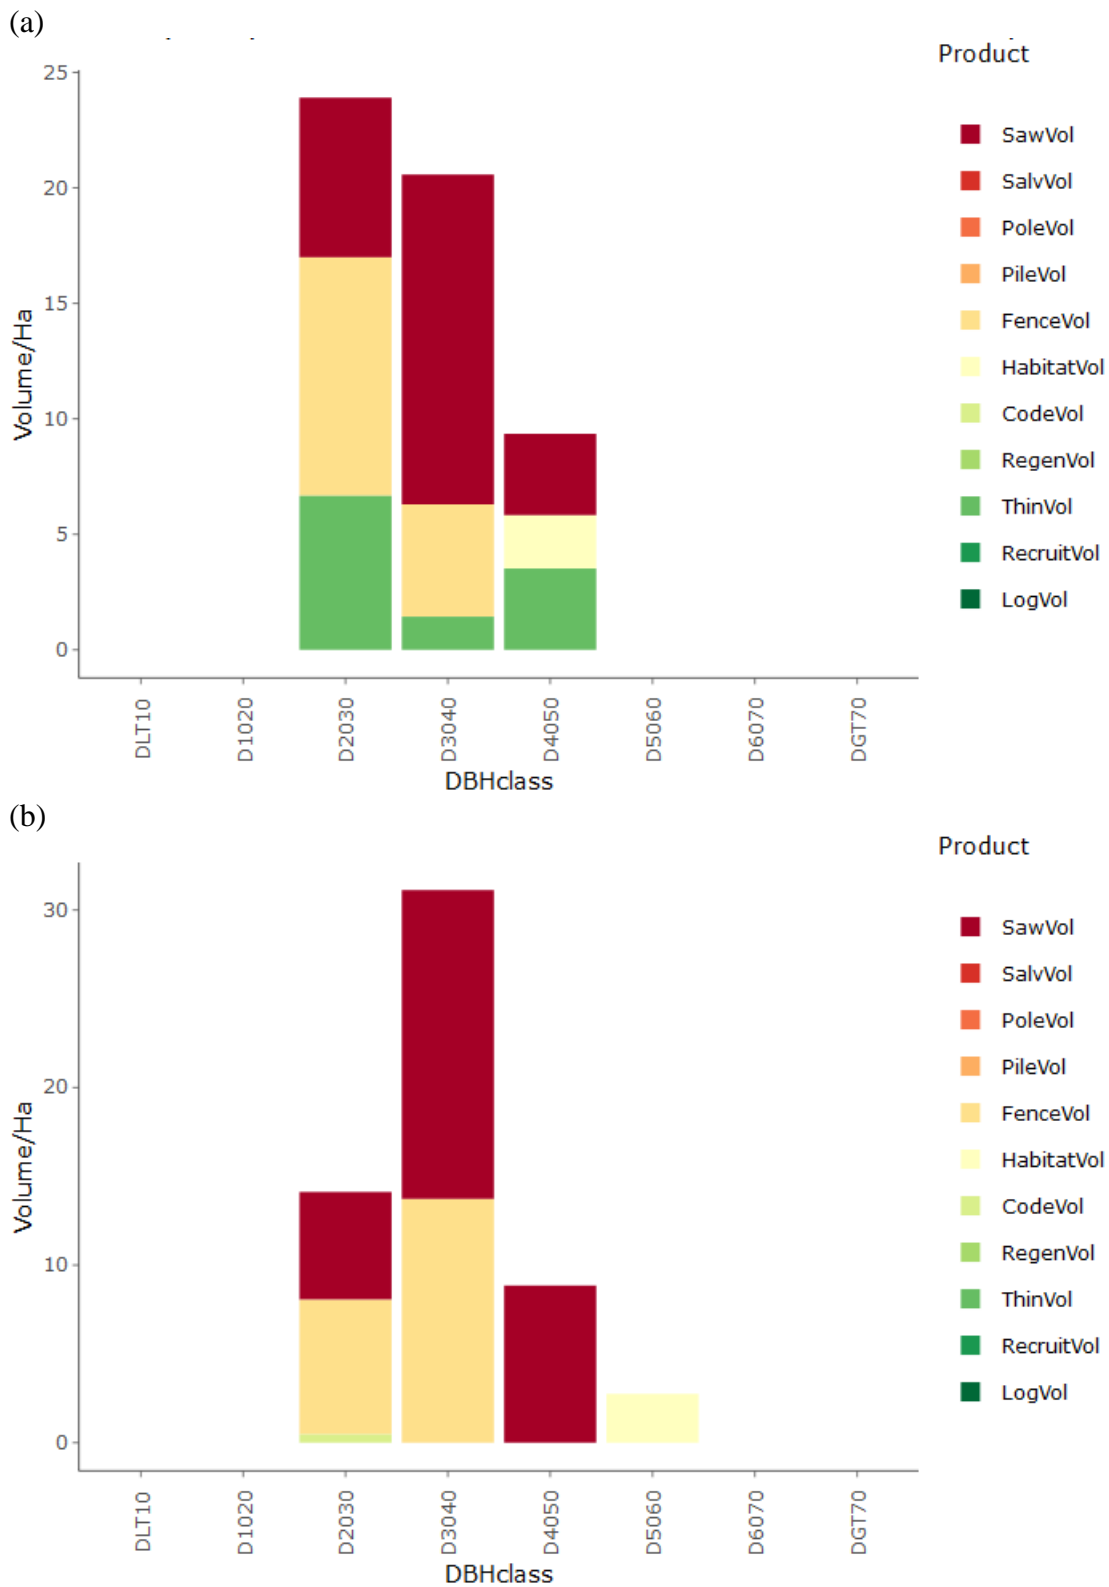 (a)
Product
25
20
15
10
5
0
Volume/Ha
SawVol
SalvVol
PoleVol
PileVol
FenceVol
HabitatVol
CodeVol
RegenVol
ThinVol
RecruitVol
LogVol
DLT10
D1020
D2030
D3040
D4050
D5060
D6070
DGT70
DBHclass
(b)
Product
30
20
10
0
Volume/Ha
SawVol
SalvVol
PoleVol
PileVol
FenceVol
HabitatVol
CodeVol
RegenVol
ThinVol
RecruitVol
LogVol
DLT10
D1020
D2030
D3040
D4050
D5060
D6070
DGT70
DBHclass